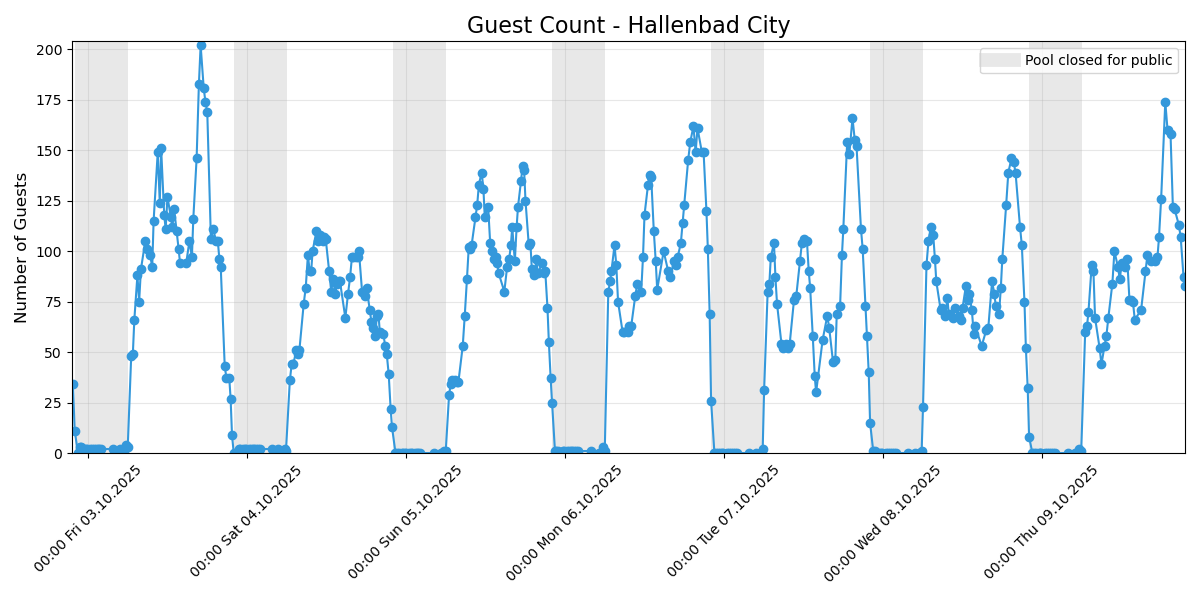 Guest Count - Hallenbad City
Number of Guests
200
175
150
125
100
75
50
25
0
Pool closed for public
00:00 Fri 03.10.2025
00:00 Sat 04.10.2025
00:00 Sun 05.10.2025
00:00 Mon 06.10.2025
00:00 Tue 07.10.2025
00:00 Wed 08.10.2025
00:00 Thu 09.10.2025